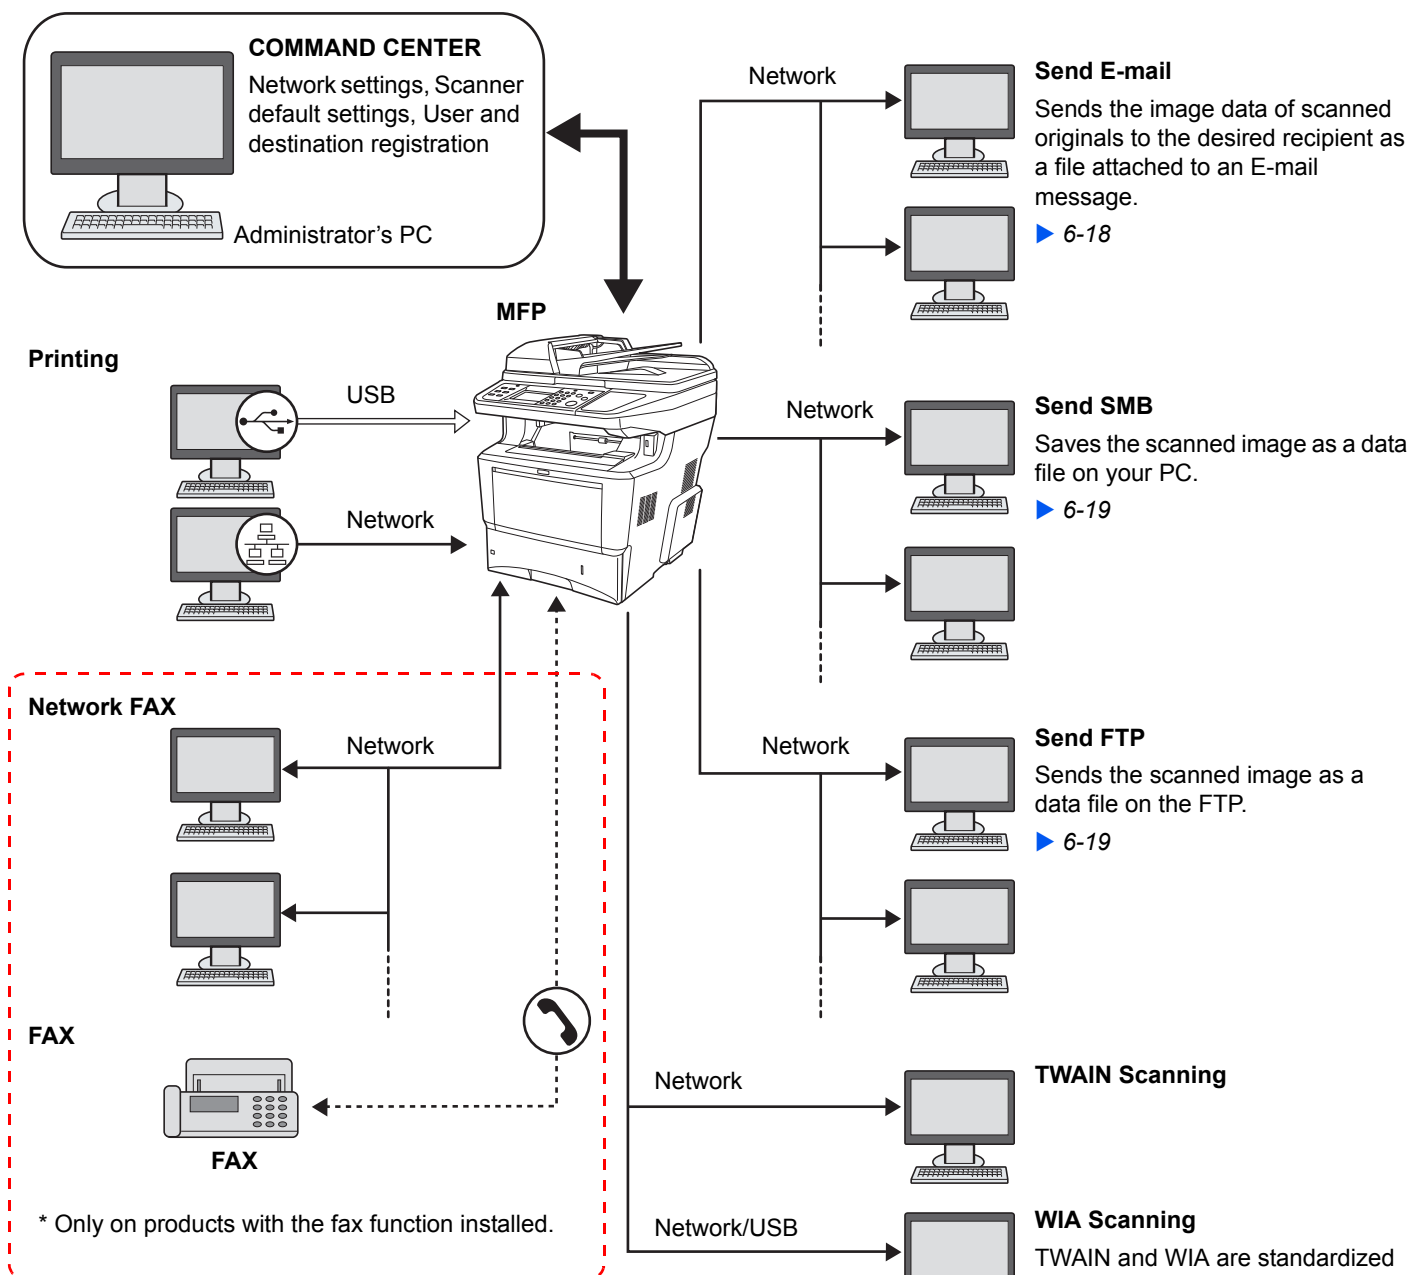 COMMAND CENTER
Network settings, Scanner
default settings, User and
destination registration
Administrator's PC
Network
Send E-mail
Sends the image data of scanned
originals to the desired recipient as
a file attached to an E-mail
message.
6-18
MFP
Printing
USB
Network
Network
Send SMB
Saves the scanned image as a data
file on your PC.
6-19
Network FAX
Network
Network
Send FTP
Sends the scanned image as a
data file on the FTP.
6-19
FAX
FAX
* Only on products with the fax function installed.
Network
TWAIN Scanning
Network/USB
WIA Scanning
TWAIN and WIA are standardized